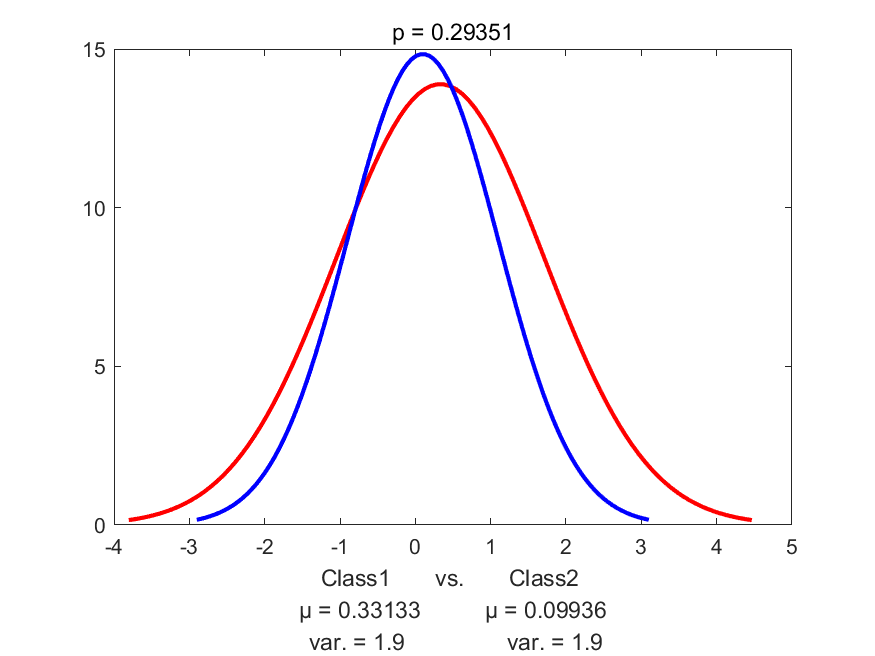 p = 0.29351
15
10
5
0
-4 -3 -2 -1 0 1 2 3 4 5
Class1 vs. Class2
μ = 0.33133 μ = 0.09936
var. = 1.9 var. = 1.9